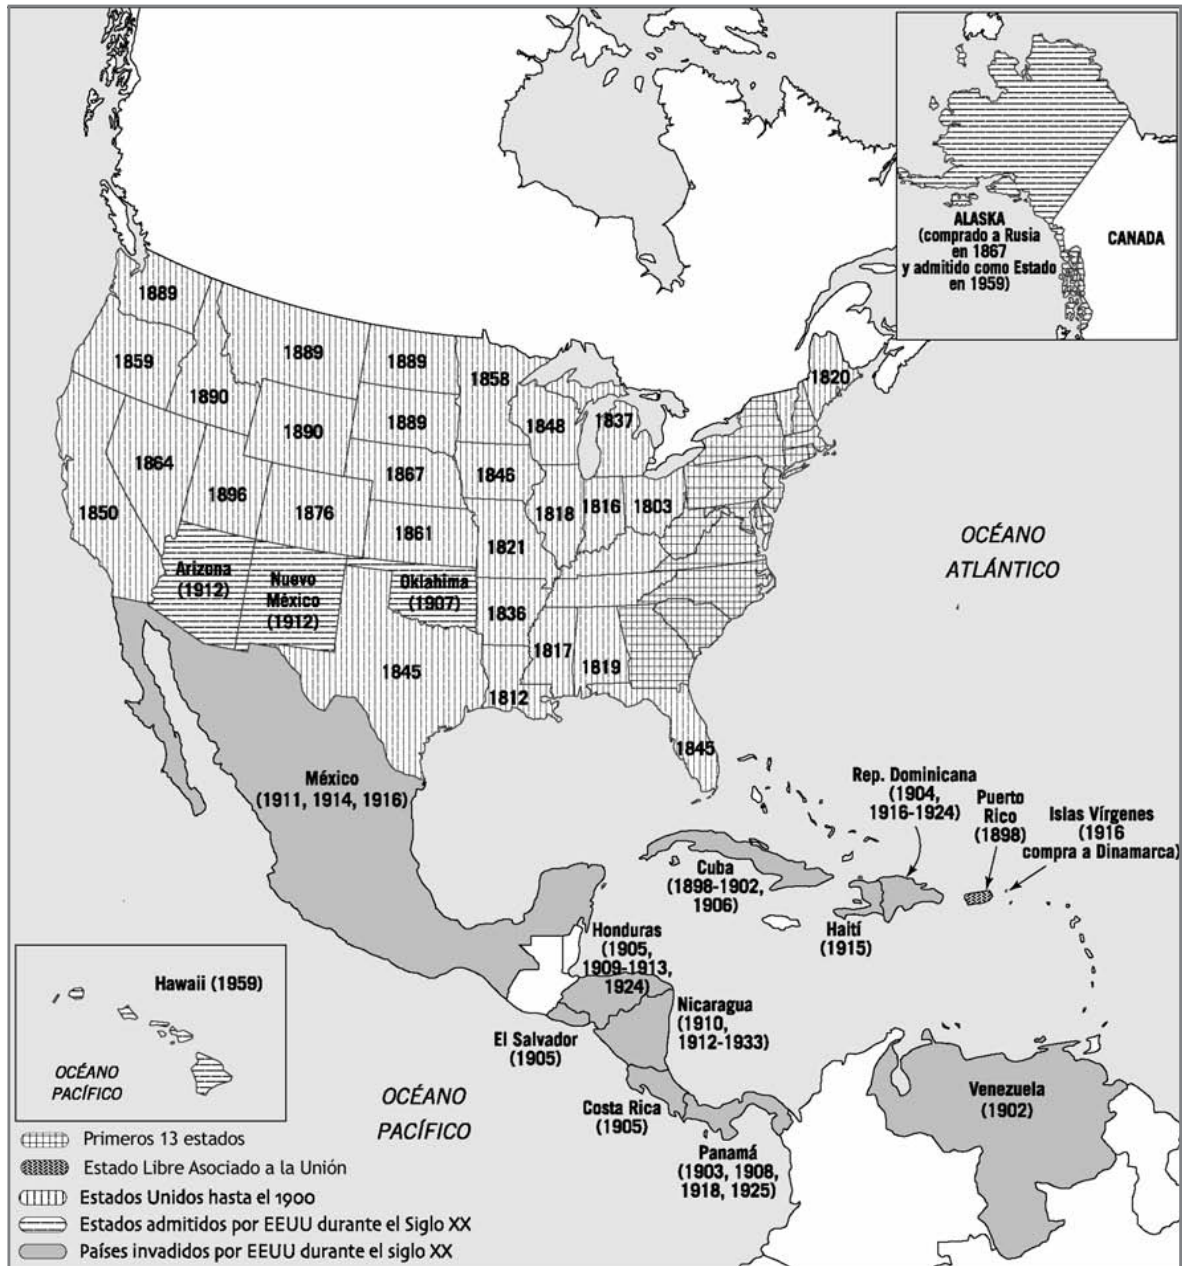 ALASKA
(comprado a Rusia
en 1867
y admitido como Estado
en 1959)
CANADA
1889
1859
1889
1889
1858
1820
1890
1890
1889
1848
1837
1864
1867
1846
1850
1896
1876
1861
1818
1816
1803
1821
OCÉANO
ATLÁNTICO
Arizona
(1912)
Nuevo
México
(1912)
Oklahima
(1907)
1836
1845
1817
1819
1812
1845
México
(1911, 1914, 1916)
Rep. Dominicana
(1904,
1916-1924)
Puerto
Rico
(1898)
Islas Vírgenes
(1916
compra a Dinamarca)
Cuba
(1898-1902,
1906)
Haití
(1915)
Honduras
(1905,
1909-1913,
1924)
Nicaragua
(1910,
1912-1933)
El Salvador
(1905)
Costa Rica
(1905)
Panamá
(1903, 1908,
1918, 1925)
Venezuela
(1902)
Hawaii (1959)
OCÉANO
PACÍFICO
OCÉANO
PACÍFICO
Primeros 13 estados
Estado Libre Asociado a la Unión
Estados Unidos hasta el 1900
Estados admitidos por EEUU durante el Siglo XX
Países invadidos por EEUU durante el siglo XX